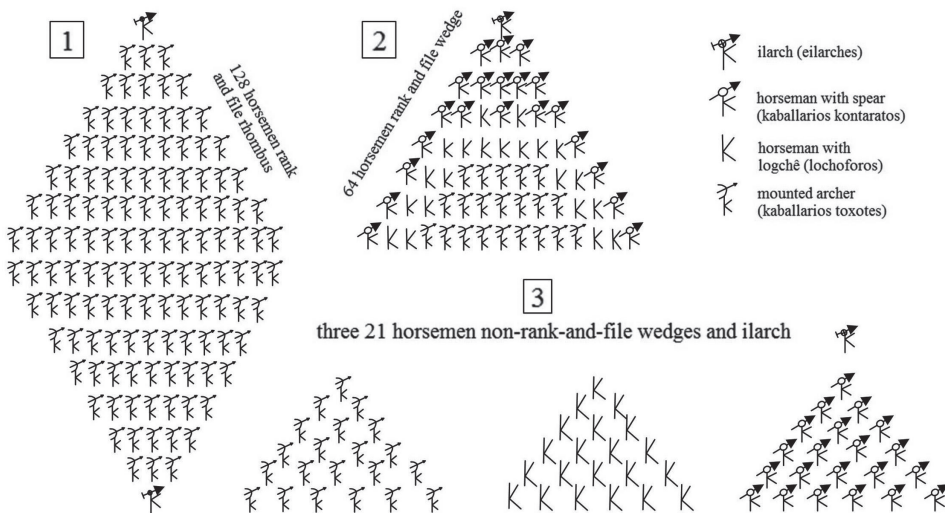 1
128 horsemen rank
and file rhombus
2
64 horsemen rank and file wedge
ilarch (eilarches)
horseman with spear
(kaballarios kontaratos)
horseman with
logchê (lochoforos)
mounted archer
(kaballarios toxotes)
3
three 21 horsemen non-rank-and-file wedges and ilarch